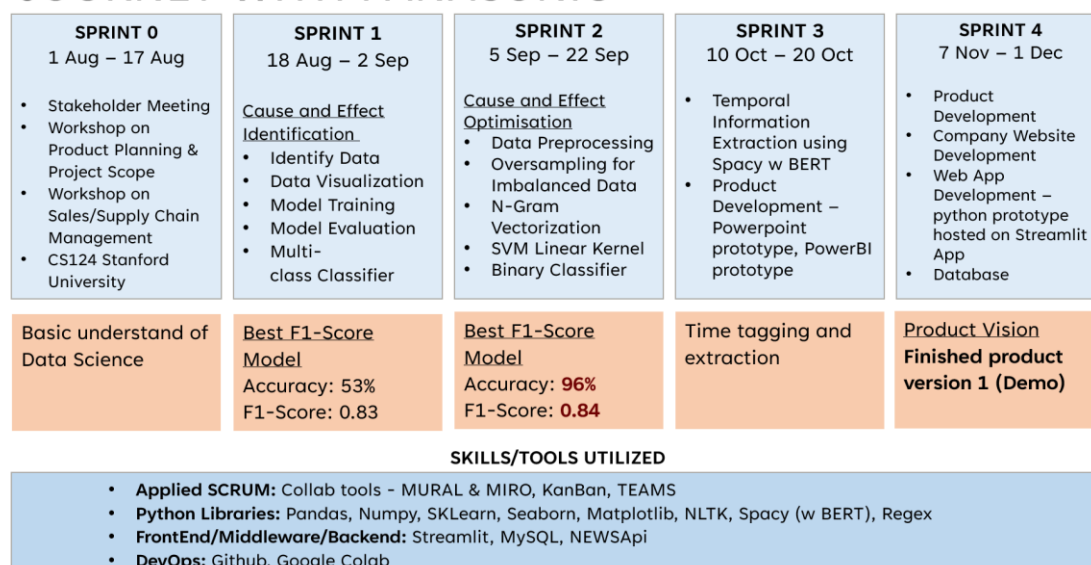 SPRINT 0
1 Aug – 17 Aug
• Stakeholder Meeting
• Workshop on
Product Planning &
Project Scope
• Workshop on
Sales/Supply Chain
Management
• CS124 Stanford
University
SPRINT 1
18 Aug – 2 Sep
Cause and Effect
Identification
• Identify Data
• Data Visualization
• Model Training
• Model Evaluation
• Multi-
class Classifier
SPRINT 2
5 Sep – 22 Sep
Cause and Effect
Optimisation
• Data Preprocessing
• Oversampling for
Imbalanced Data
• N-Gram
Vectorization
• SVM Linear Kernel
• Binary Classifier
SPRINT 3
10 Oct – 20 Oct
• Temporal
Information
Extraction using
Spacy w BERT
• Product
Development –
Powerpoint
prototype, PowerBI
prototype
SPRINT 4
7 Nov – 1 Dec
• Product
Development
• Company Website
Development
• Web App
Development –
python prototype
hosted on Streamlit
App
• Database
Basic understand of
Data Science
Best F1-Score
Model
Accuracy: 53%
F1-Score: 0.83
Best F1-Score
Model
Accuracy: 96%
F1-Score: 0.84
Time tagging and
extraction
Product Vision
Finished product
version 1 (Demo)
SKILLS/TOOLS UTILIZED
• Applied SCRUM: Collab tools - MURAL & MIRO, KanBan, TEAMS
• Python Libraries: Pandas, Numpy, SKLearn, Seaborn, Matplotlib, NLTK, Spacy (w BERT), Regex
• FrontEnd/Middleware/Backend: Streamlit, MySQL, NEWSApi
• DevOps: Github, Google Colab